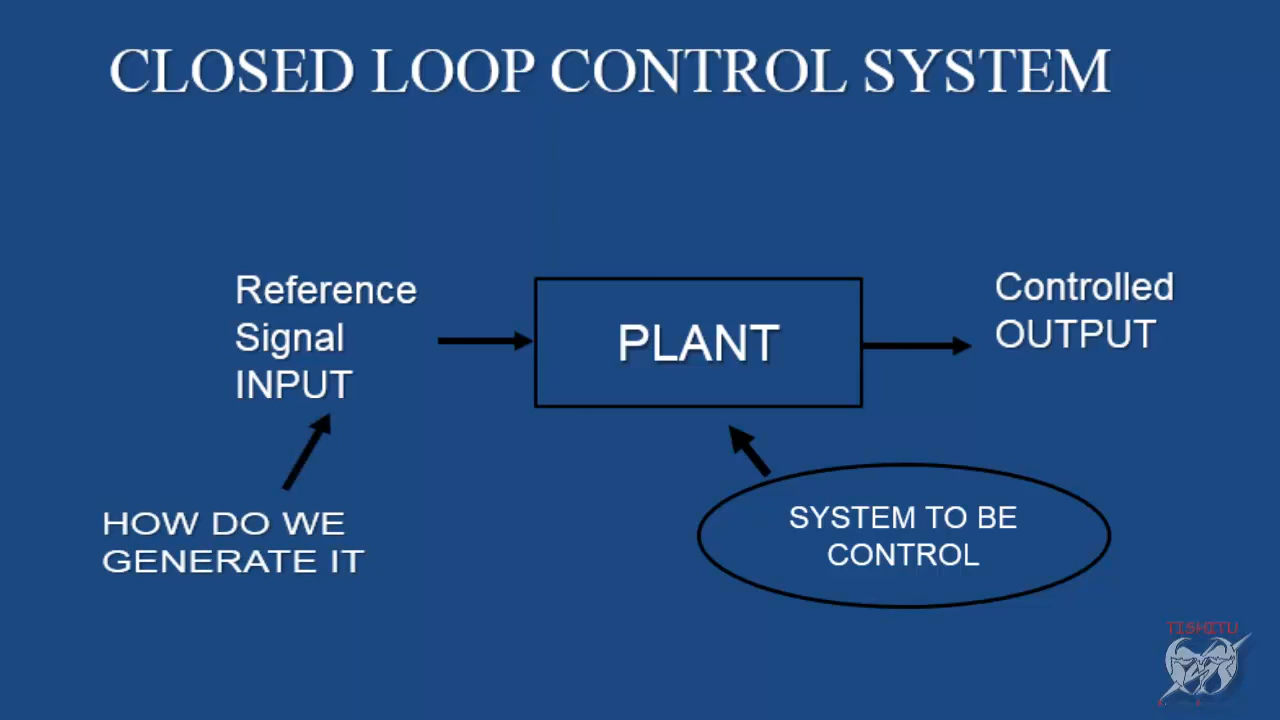 CLOSED LOOP CONTROL SYSTEM
Reference
Signal
INPUT
PLANT
Controlled
OUTPUT
HOW DO WE
GENERATE IT
SYSTEM TO BE
CONTROL
TISHITU